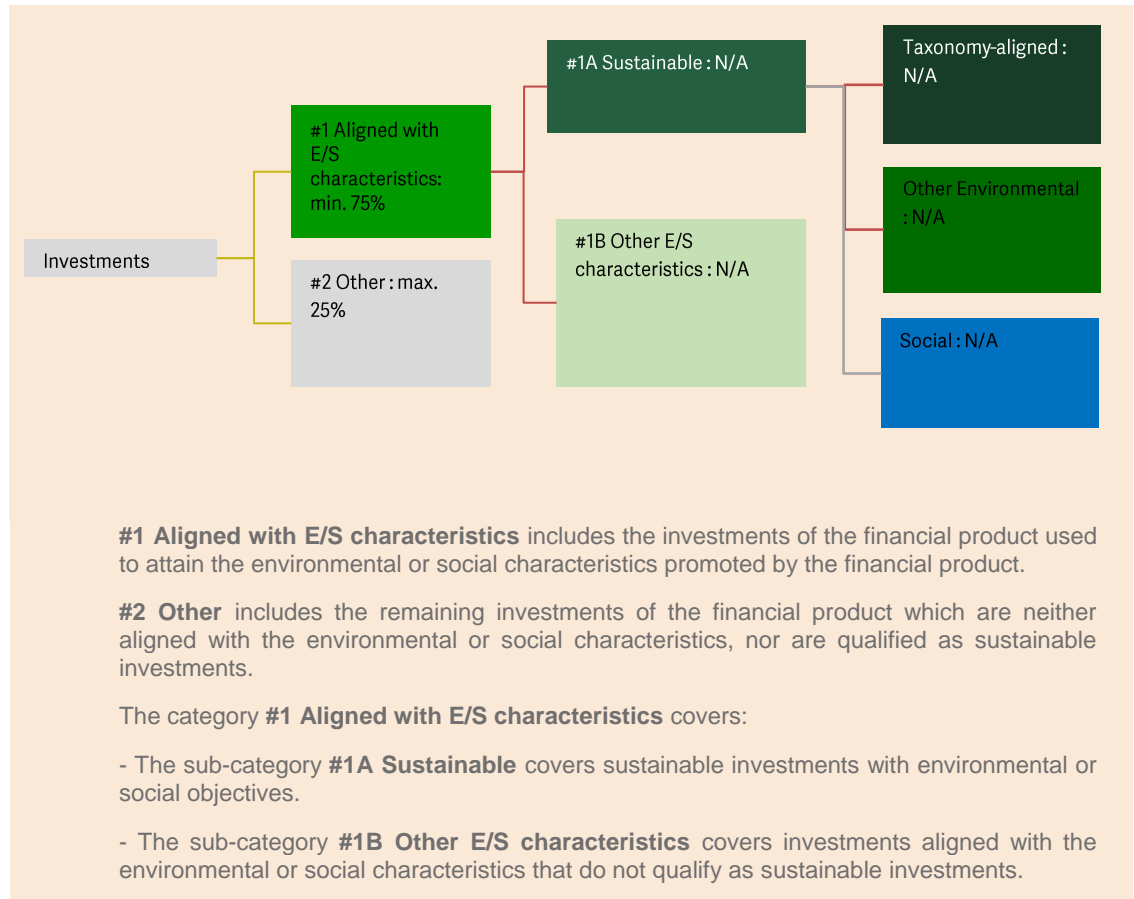 Investments
#1 Aligned with
E/S
characteristics:
min. 75%
#2 Other : max.
25%
#1A Sustainable : N/A
#1B Other E/S
characteristics : N/A
Taxonomy-aligned :
N/A
Other Environmental
: N/A
Social : N/A
#1 Aligned with E/S characteristics includes the investments of the financial product used
to attain the environmental or social characteristics promoted by the financial product.
#2 Other includes the remaining investments of the financial product which are neither
aligned with the environmental or social characteristics, nor are qualified as sustainable
investments.
The category #1 Aligned with E/S characteristics covers:
- The sub-category #1A Sustainable covers sustainable investments with environmental or
social objectives.
- The sub-category #1B Other E/S characteristics covers investments aligned with the
environmental or social characteristics that do not qualify as sustainable investments.